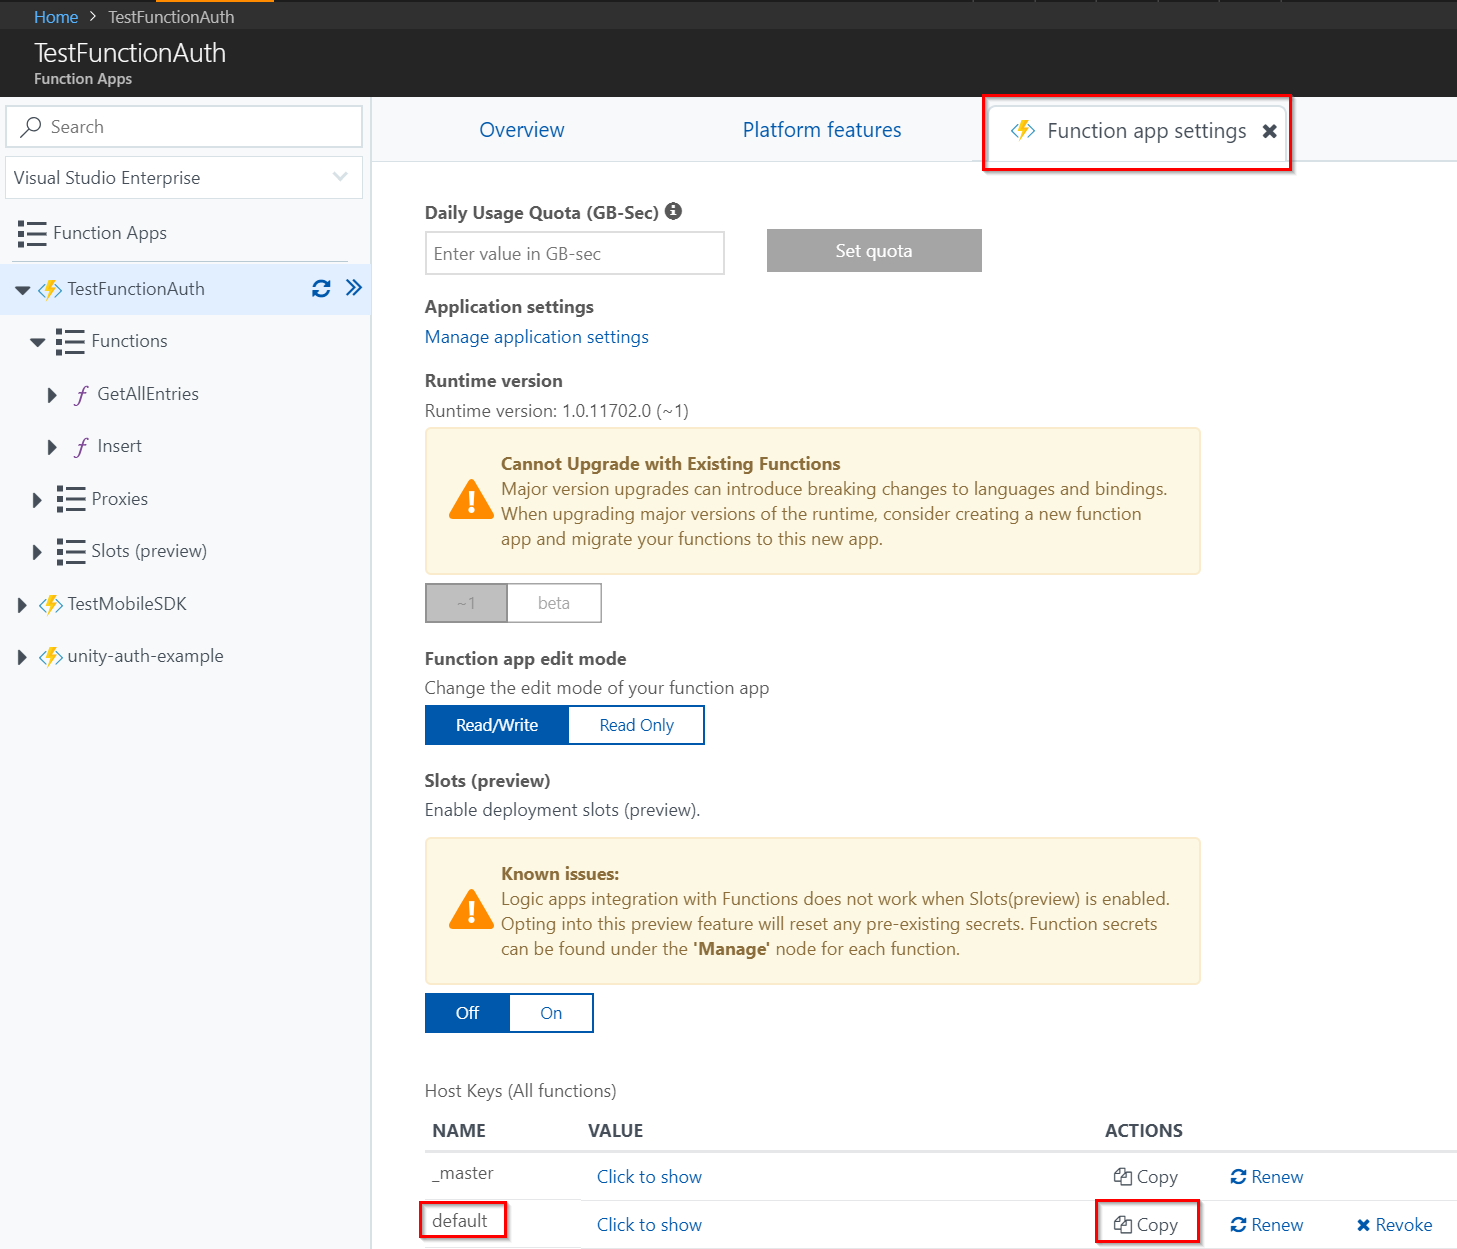 Home > TestFunctionAuth
TestFunctionAuth
Function Apps
Search
Visual Studio Enterprise
Function Apps
TestFunctionAuth
Functions
GetAllEntries
Insert
Proxies
Slots (preview)
TestMobileSDK
unity-auth-example
Overview
Platform features
Function app settings
Daily Usage Quota (GB-Sec)
Enter value in GB-sec
Set quota
Application settings
Manage application settings
Runtime version
Runtime version: 1.0.11702.0 (~1)
Cannot Upgrade with Existing Functions
Major version upgrades can introduce breaking changes to languages and bindings.
When upgrading major versions of the runtime, consider creating a new function
app and migrate your functions to this new app.
~1
beta
Function app edit mode
Change the edit mode of your function app
Read/Write
Read Only
Slots (preview)
Enable deployment slots (preview).
Known issues:
Logic apps integration with Functions does not work when Slots(preview) is enabled.
Opting into this preview feature will reset any pre-existing secrets. Function secrets
can be found under the 'Manage' node for each function.
Off
On
Host Keys (All functions)
NAME VALUE ACTIONS
_master Click to show Copy Renew
default Click to show Copy Renew Revoke